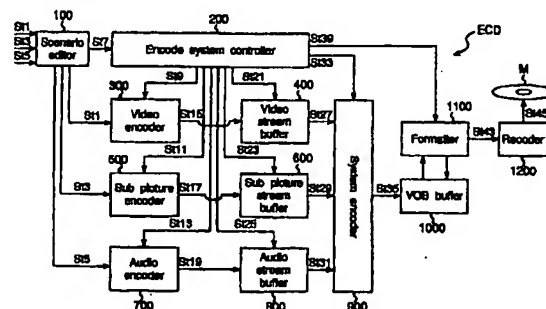 100
200
St39
St33
ECD
St1
St3
St5
Scenario editor
St7
Encode system controller
M
St9
St21
300
400
1100
St1
Video encoder
St15
Video stream buffer
St27
Formatter
St43
St45
Recoder
1200
St11
St23
500
600
System encoder
St3
Sub picture encoder
St17
Sub picture stream buffer
St29
St35
VOB buffer
1000
St13
St25
St5
Audio encoder
St19
Audio stream buffer
St31
700
800
900